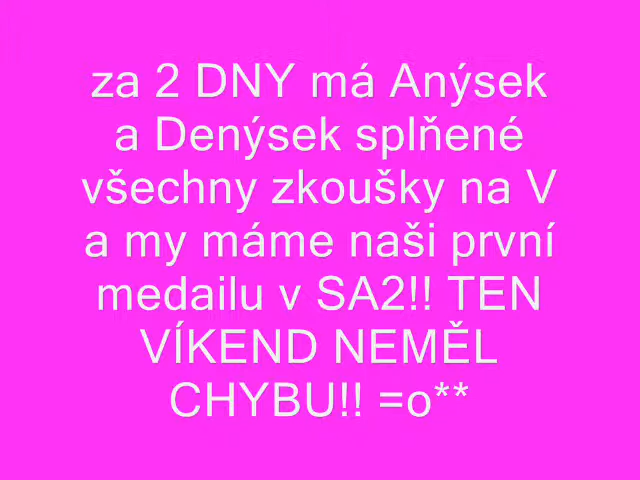 za 2 DNY má Anýsek
a Denýsek splňené
všechny zkoušky na V
a my máme naši první
medailu v SA2!! TEN
VÍKEND NEMĚL
CHYBU!! =o**